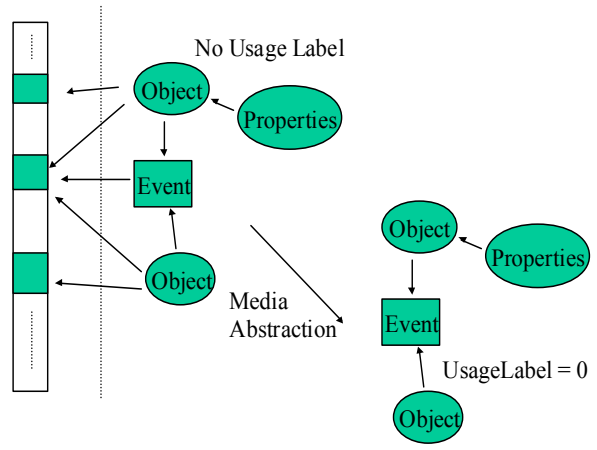 No Usage Label
Object
Properties
Event
Object
Media
Abstraction
Object
Properties
Event
UsageLabel = 0
Object